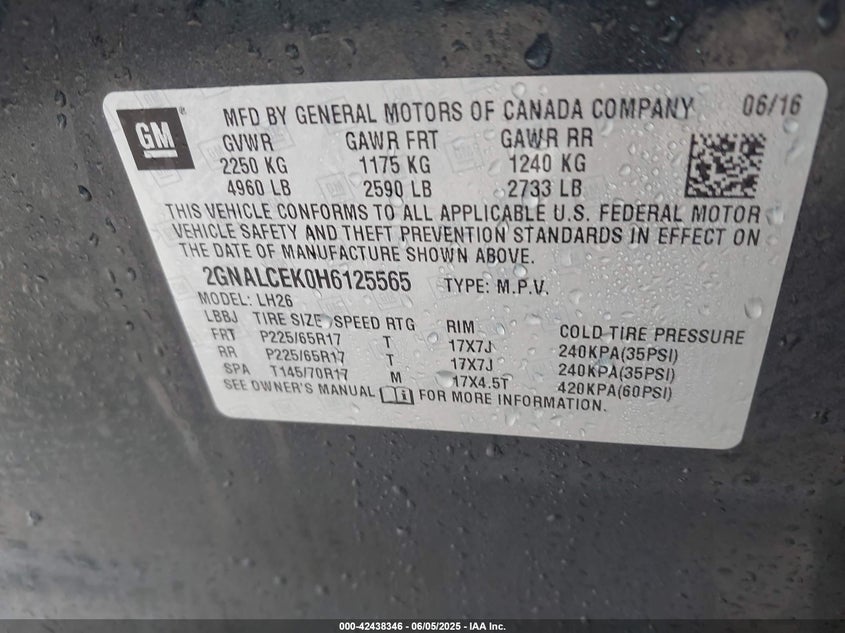 GM
MFD BY GENERAL MOTORS OF CANADA COMPANY 06/16
GVWR GAWR FRT GAWR RR
2250 KG 1175 KG 1240 KG
4960 LB 2590 LB 2733 LB
THIS VEHICLE CONFORMS TO ALL APPLICABLE U.S. FEDERAL MOTOR
VEHICLE SAFETY AND THEFT PREVENTION STANDARDS IN EFFECT ON
THE DATE OF MANUFACTURE SHOWN ABOVE.
2GNALCEK0H6125565 TYPE: M.P.V.
MODEL: LH26
LBBJ TIRE SIZE SPEED RTG RIM COLD TIRE PRESSURE
FRT P225/65R17 T 17X7J 240KPA(35PSI)
RR P225/65R17 T 17X7J 240KPA(35PSI)
SPA T145/70R17 M 17X4.5T 420KPA(60PSI)
SEE OWNER'S MANUAL FOR MORE INFORMATION.
000-42438346 - 06/05/2025 - IAA Inc.